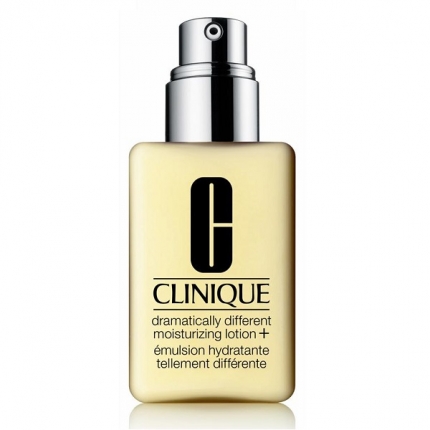 C
CLINIQUE
dramatically different
moisturizing lotion +
émulsion hydratante
tellement différente